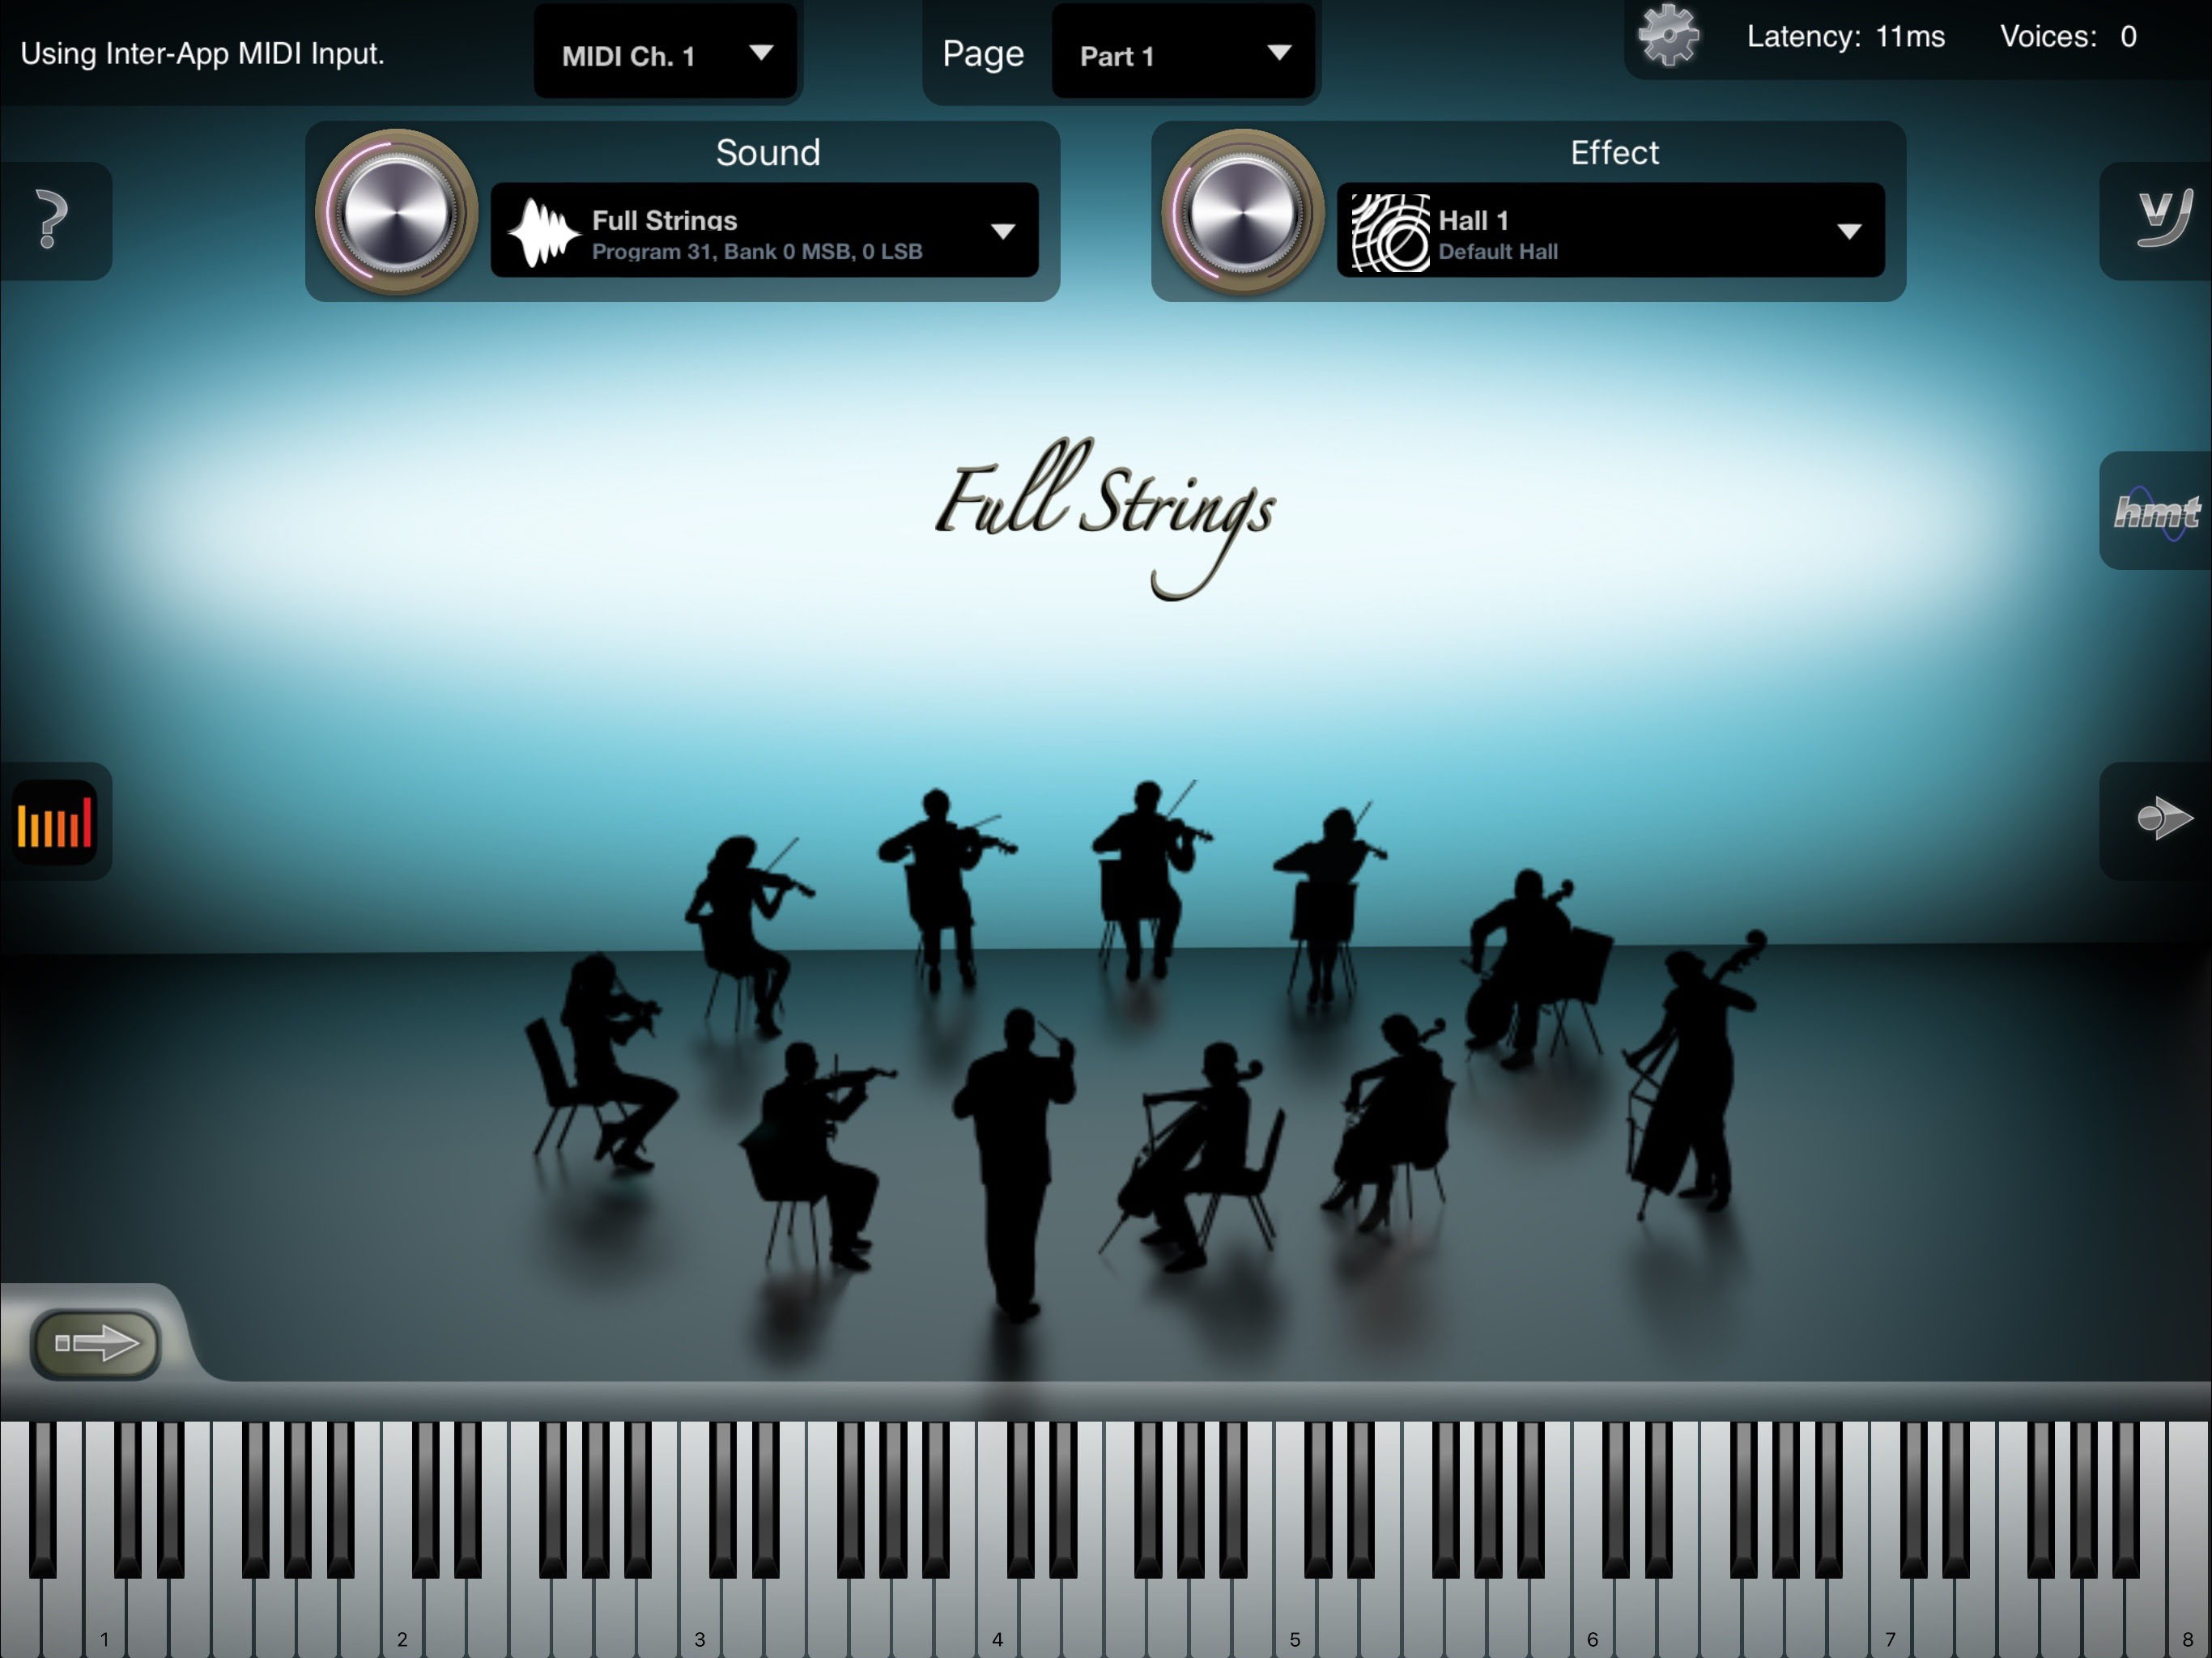 Using Inter-App MIDI Input.
MIDI Ch. 1
Page
Part 1
Latency: 11ms
Voices: 0
Sound
Full Strings
Program 31, Bank 0 MSB, 0 LSB
Effect
Hall 1
Default Hall
?
VJ
Full Strings
hmt
1
2
3
4
5
6
7
8